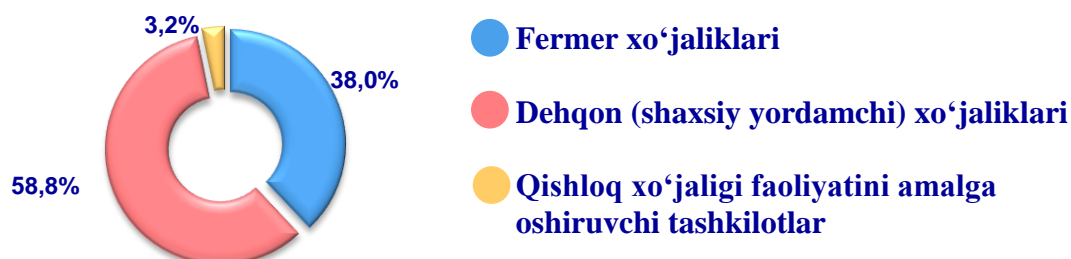 3,2%
38,0%
58,8%
Fermer xo‘jaliklari
Dehqon (shaxsiy yordamchi) xo‘jaliklari
Qishloq xo‘jaligi faoliyatini amalga
oshiruvchi tashkilotlar